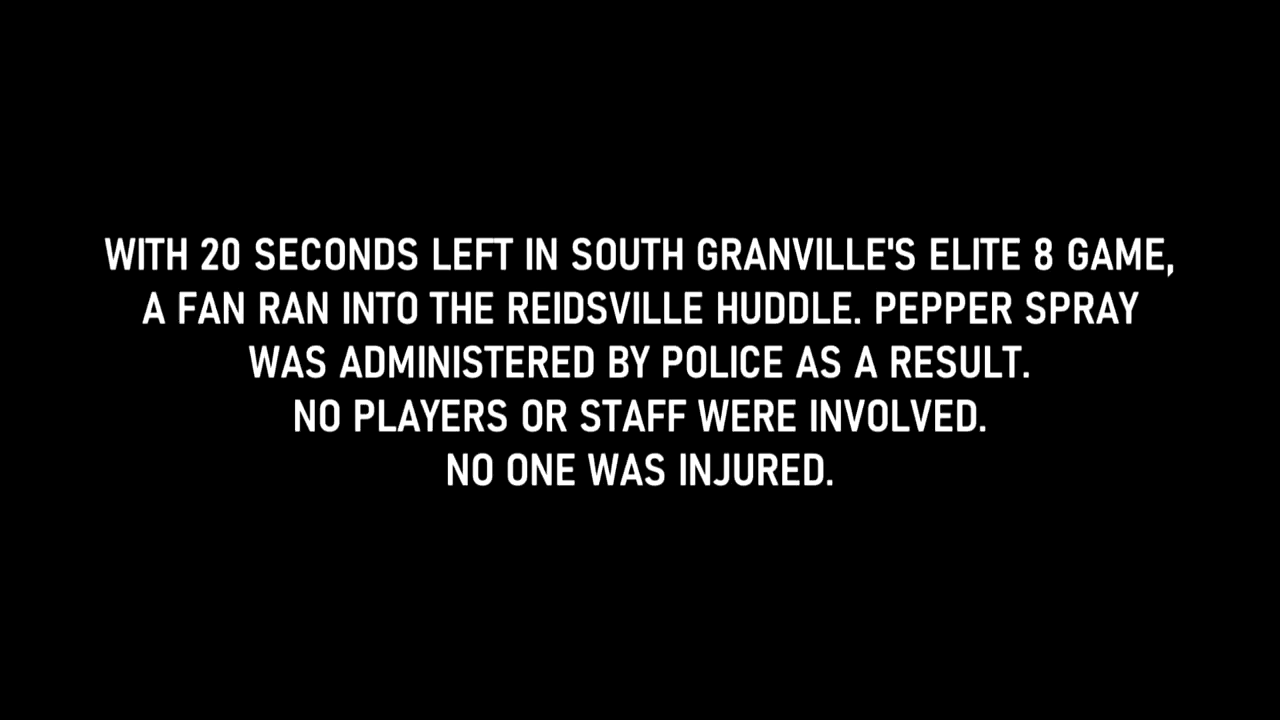 WITH 20 SECONDS LEFT IN SOUTH GRANVILLE'S ELITE 8 GAME,
A FAN RAN INTO THE REIDSVILLE HUDDLE. PEPPER SPRAY
WAS ADMINISTERED BY POLICE AS A RESULT.
NO PLAYERS OR STAFF WERE INVOLVED.
NO ONE WAS INJURED.